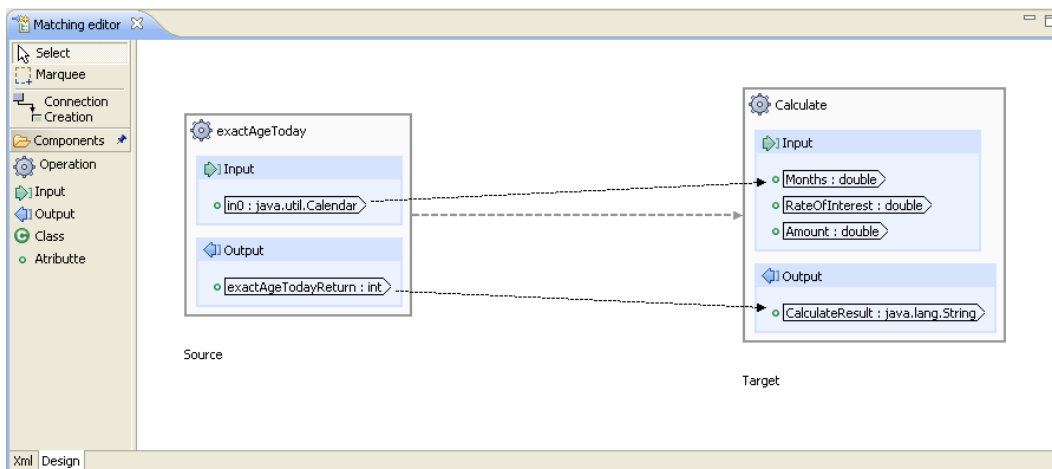 Matching editor
Select
Marquee
Connection
Creation
Components
Operation
Input
Output
Class
Atributte
exactAgeToday
Input
in0 : java.util.Calendar
Output
exactAgeTodayReturn : int
Source
Calculate
Input
Months : double
RateOfInterest : double
Amount : double
Output
CalculateResult : java.lang.String
Target
Xml Design